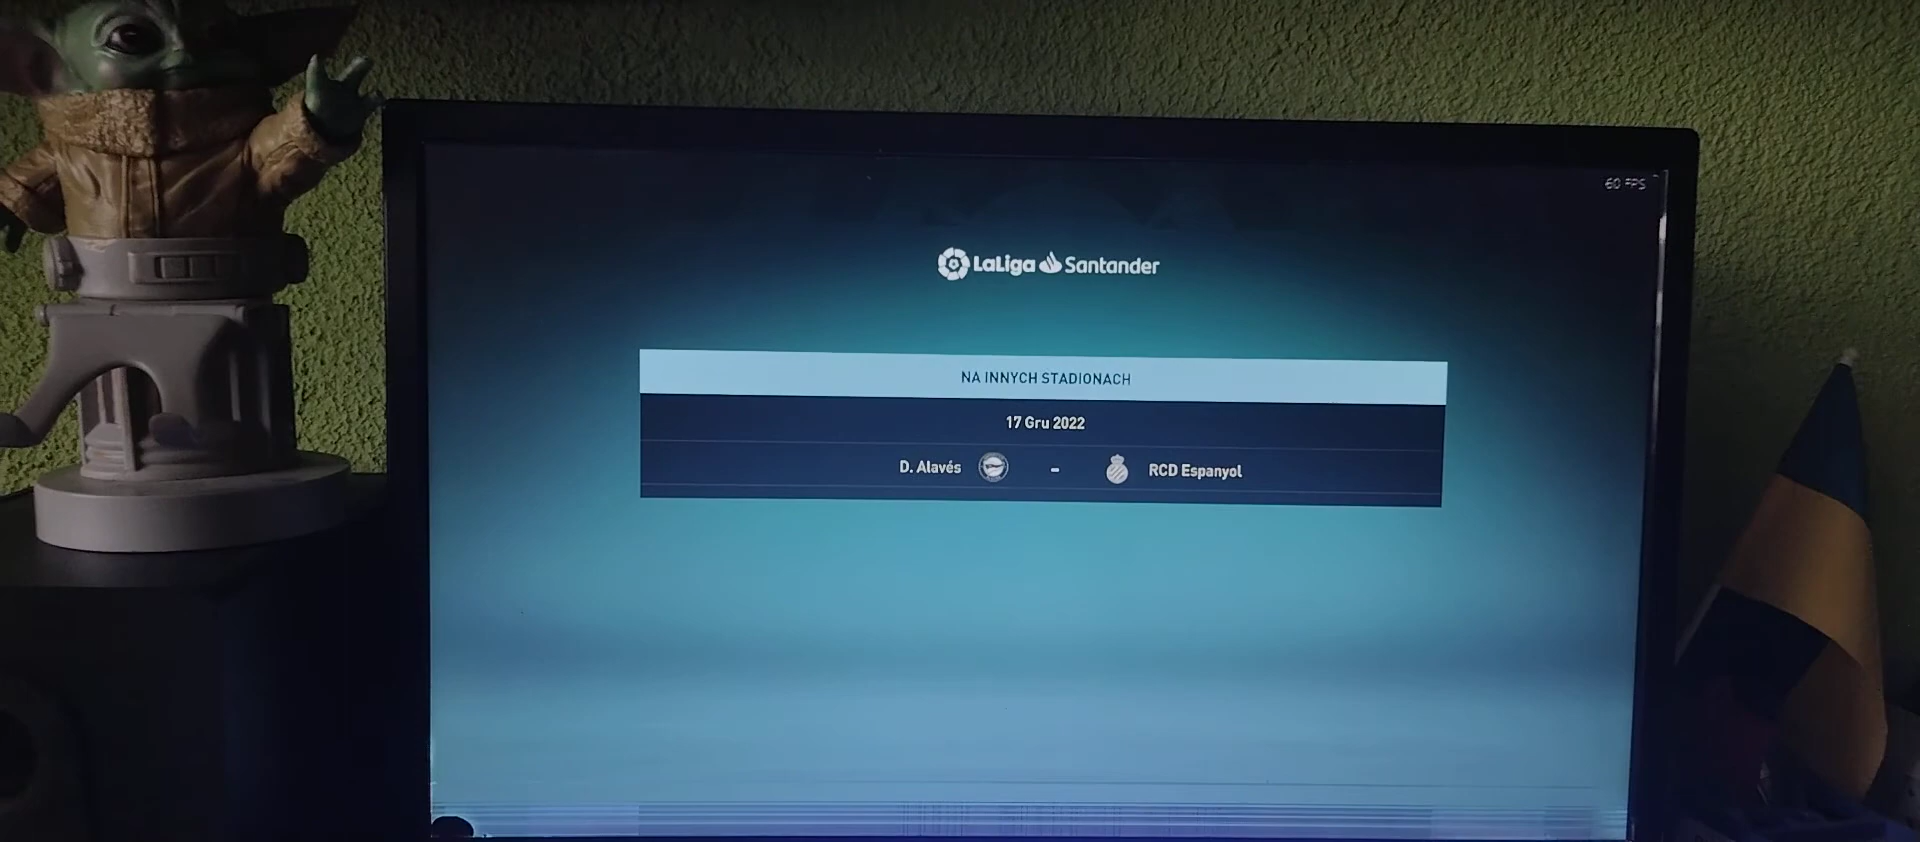 60 FPS
LaLiga Santander
NA INNYCH STADIONACH
17 Gru 2022
D. Alavés - RCD Espanyol